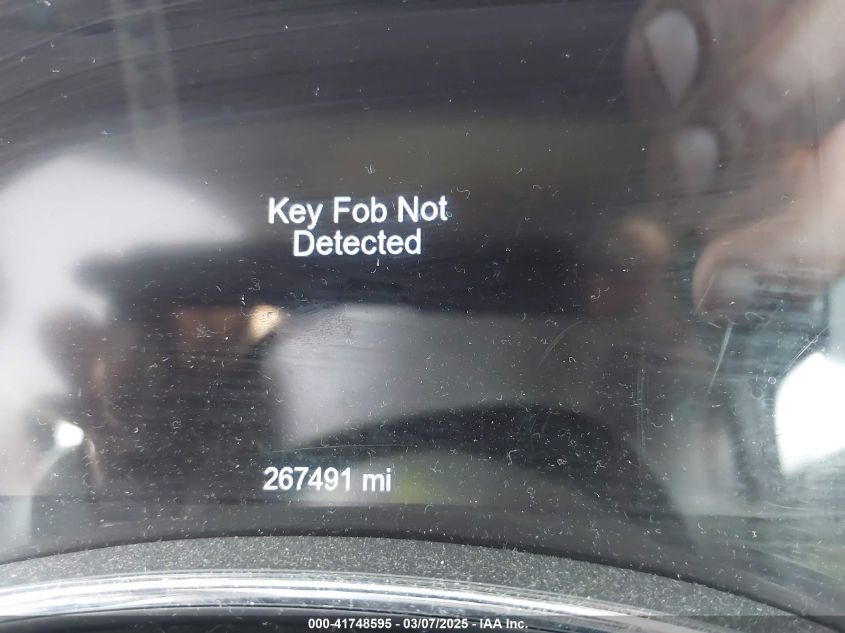 Key Fob Not
Detected
267491 mi
000-41748595 - 03/07/2025 - IAA Inc.